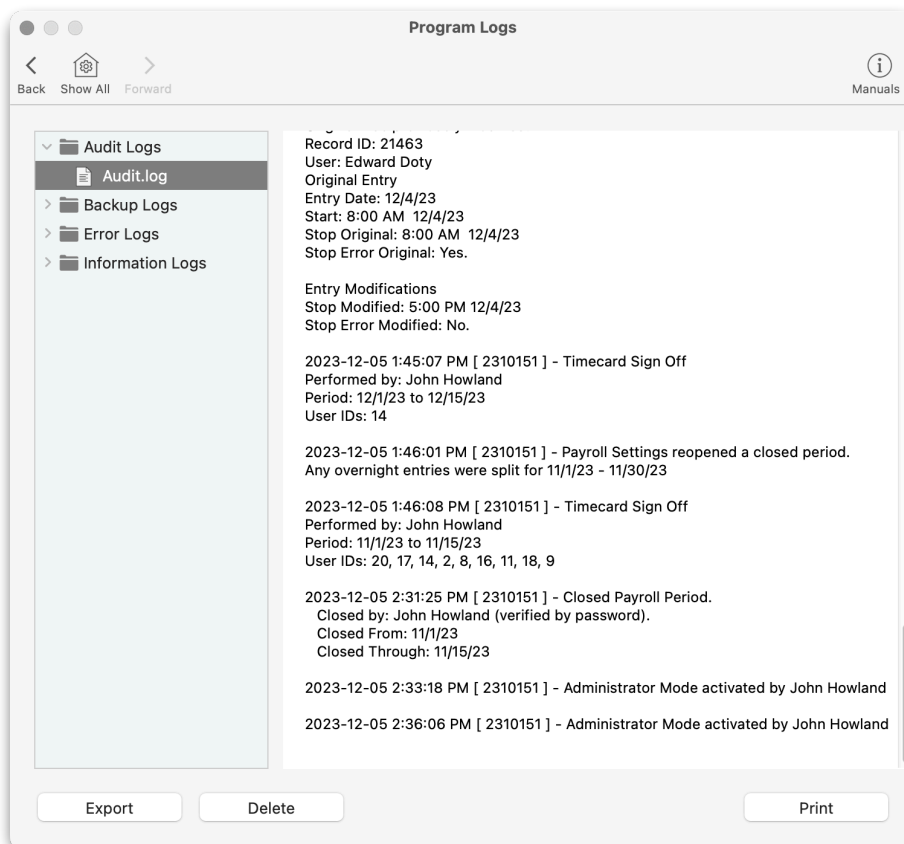 Program Logs
Back
Show All
Forward
Manuals
Audit Logs
Audit.log
Backup Logs
Error Logs
Information Logs
Record ID: 21463
User: Edward Doty
Original Entry
Entry Date: 12/4/23
Start: 8:00 AM  12/4/23
Stop Original: 8:00 AM  12/4/23
Stop Error Original: Yes.
Entry Modifications
Stop Modified: 5:00 PM 12/4/23
Stop Error Modified: No.
2023-12-05 1:45:07 PM [ 2310151 ] - Timecard Sign Off
Performed by: John Howland
Period: 12/1/23 to 12/15/23
User IDs: 14
2023-12-05 1:46:01 PM [ 2310151 ] - Payroll Settings reopened a closed period.
Any overnight entries were split for 11/1/23 - 11/30/23
2023-12-05 1:46:08 PM [ 2310151 ] - Timecard Sign Off
Performed by: John Howland
Period: 11/1/23 to 11/15/23
User IDs: 20, 17, 14, 2, 8, 16, 11, 18, 9
2023-12-05 2:31:25 PM [ 2310151 ] - Closed Payroll Period.
Closed by: John Howland (verified by password).
Closed From: 11/1/23
Closed Through: 11/15/23
2023-12-05 2:33:18 PM [ 2310151 ] - Administrator Mode activated by John Howland
2023-12-05 2:36:06 PM [ 2310151 ] - Administrator Mode activated by John Howland
Export
Delete
Print